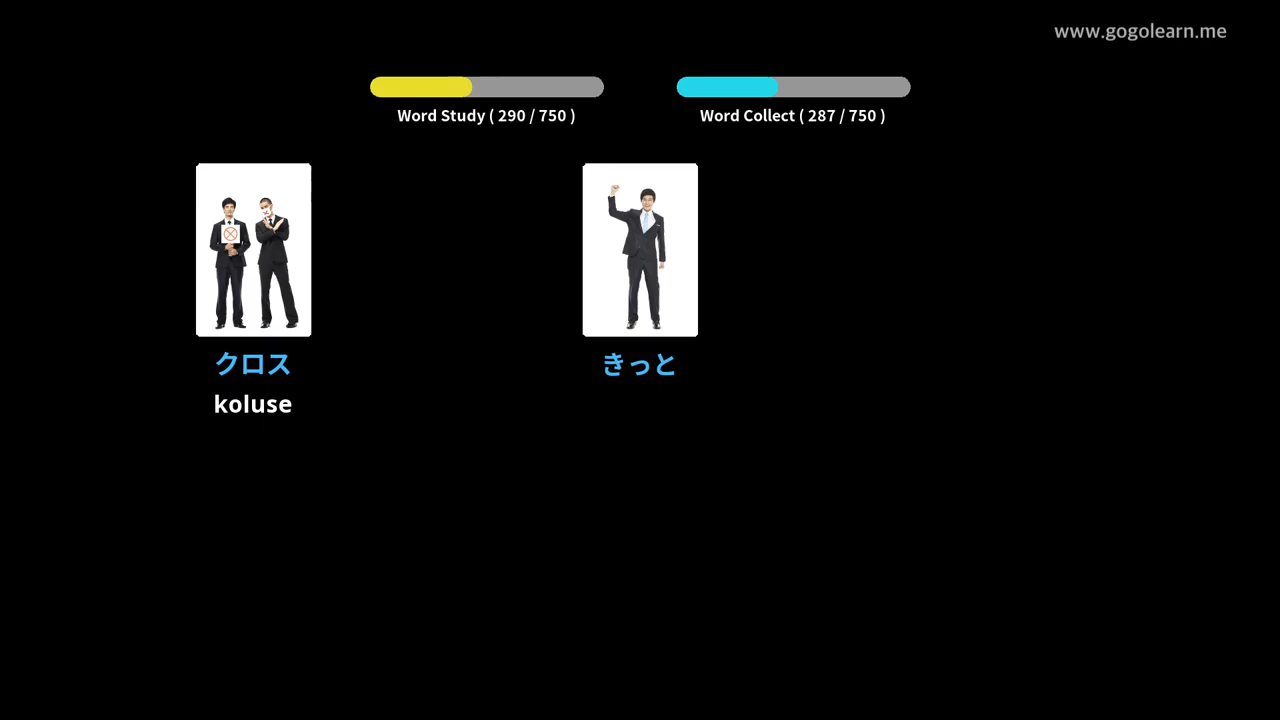 www.gogolearn.me
Word Study ( 290 / 750 )
Word Collect ( 287 / 750 )
クロス
koluse
きっと